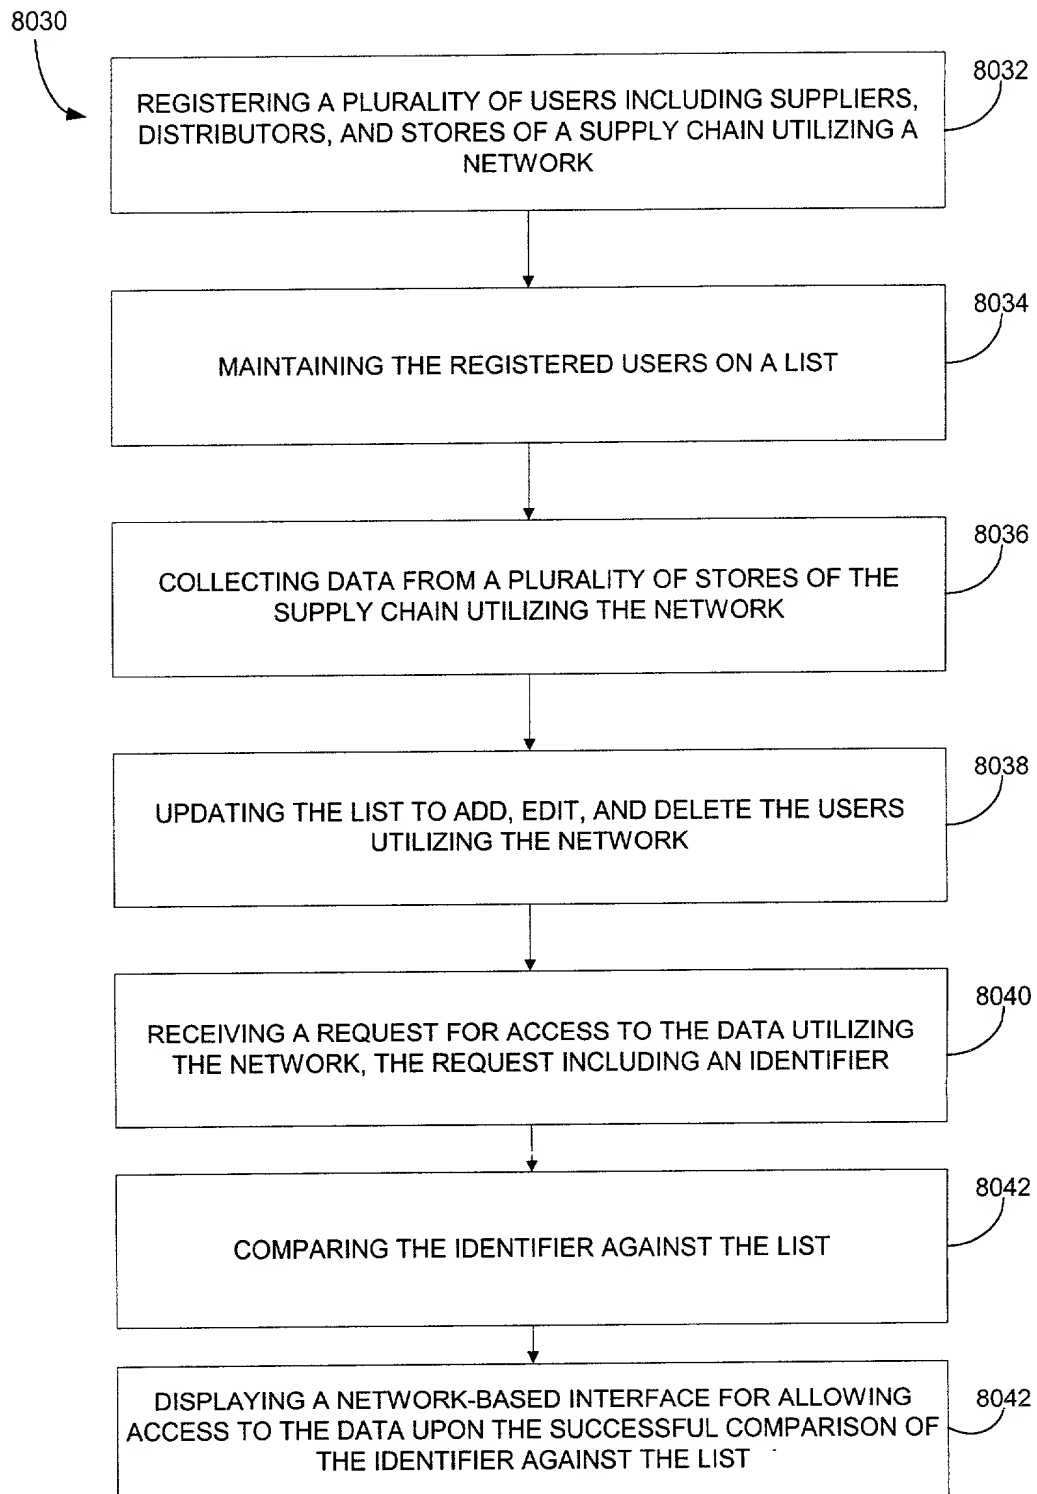 8030
8032
REGISTERING A PLURALITY OF USERS INCLUDING SUPPLIERS,
DISTRIBUTORS, AND STORES OF A SUPPLY CHAIN UTILIZING A
NETWORK
8034
MAINTAINING THE REGISTERED USERS ON A LIST
8036
COLLECTING DATA FROM A PLURALITY OF STORES OF THE
SUPPLY CHAIN UTILIZING THE NETWORK
8038
UPDATING THE LIST TO ADD, EDIT, AND DELETE THE USERS
UTILIZING THE NETWORK
8040
RECEIVING A REQUEST FOR ACCESS TO THE DATA UTILIZING
THE NETWORK, THE REQUEST INCLUDING AN IDENTIFIER
8042
COMPARING THE IDENTIFIER AGAINST THE LIST
8042
DISPLAYING A NETWORK-BASED INTERFACE FOR ALLOWING
ACCESS TO THE DATA UPON THE SUCCESSFUL COMPARISON OF
THE IDENTIFIER AGAINST THE LIST